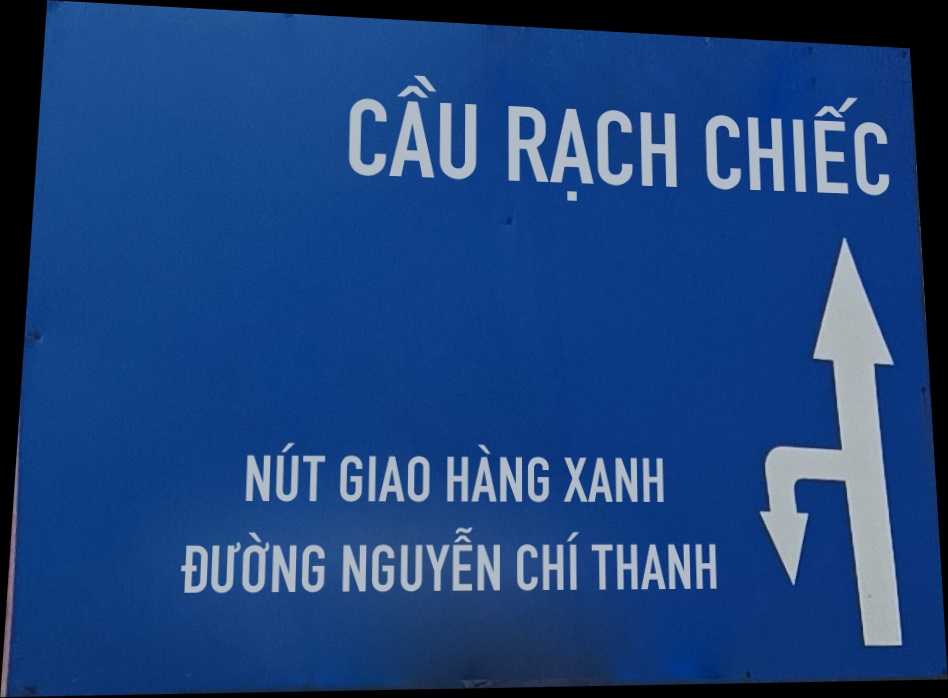 CẦU RẠCH CHIẾC
NÚT GIAO HÀNG XANH
ĐƯỜNG NGUYỄN CHÍ THANH